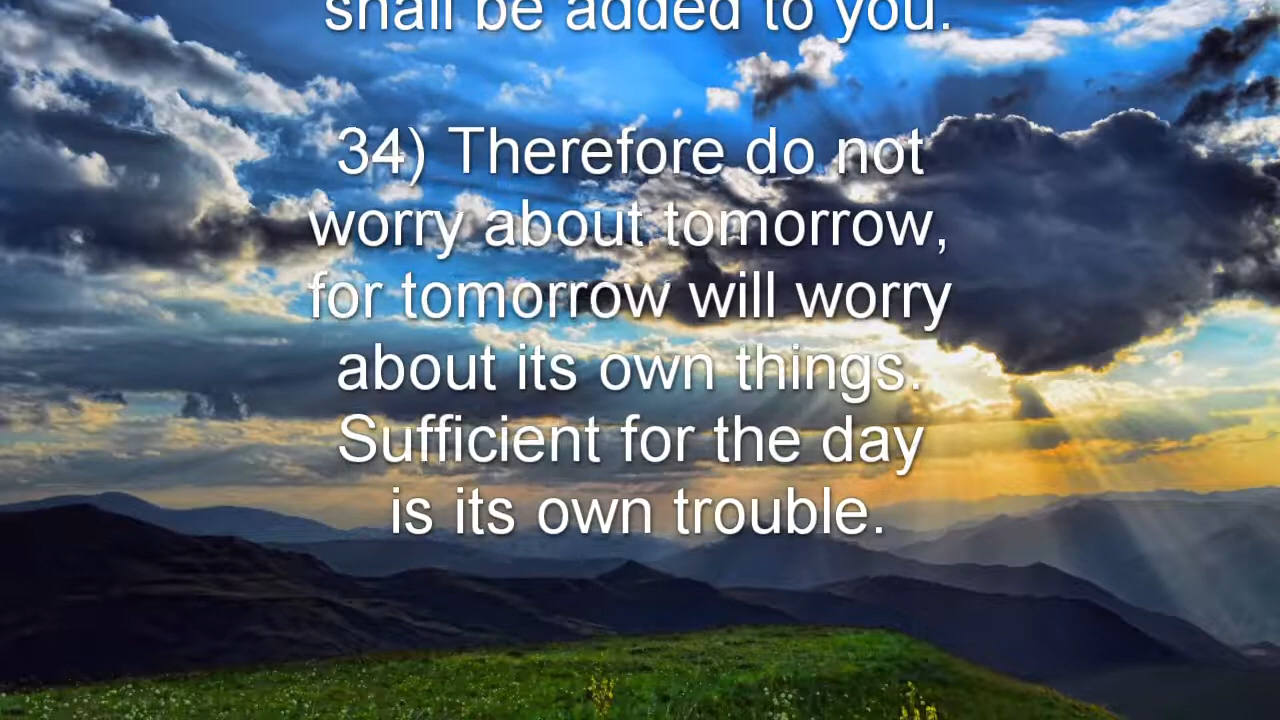 shall be added to you.
34) Therefore do not
worry about tomorrow,
for tomorrow will worry
about its own things.
Sufficient for the day
is its own trouble.